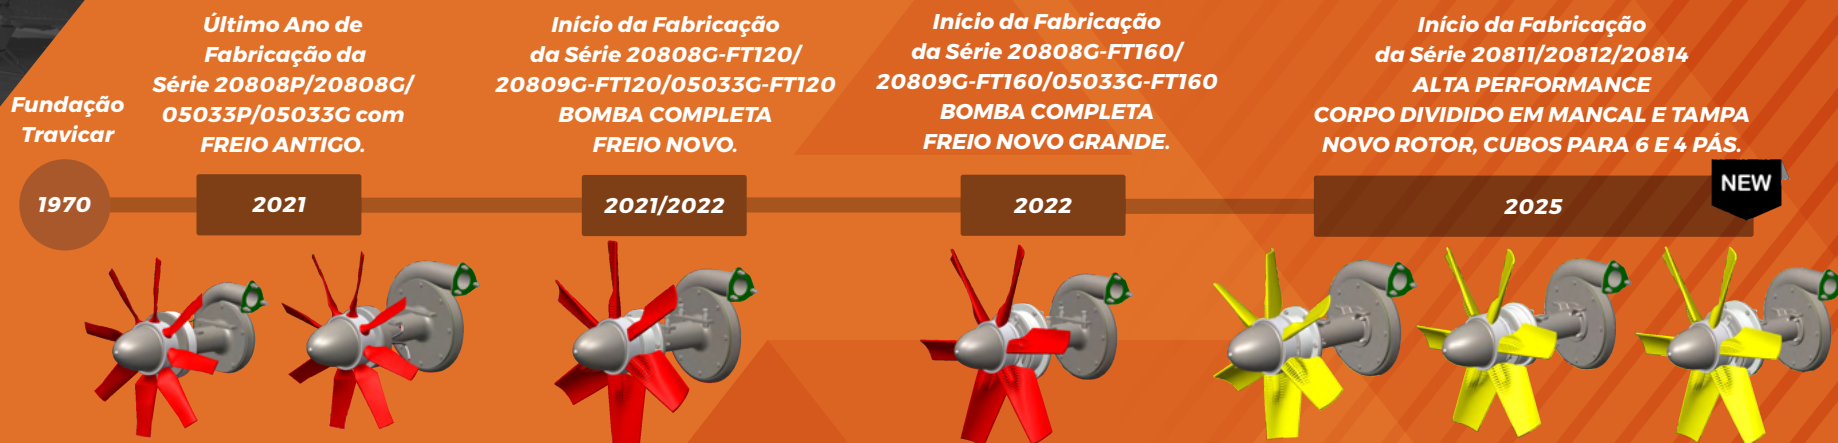 Fundação
Travicar
1970
Último Ano de
Fabricação da
Série 20808P/20808G/
05033P/05033G com
FREIO ANTIGO.
2021
Início da Fabricação
da Série 20808G-FT120/
20809G-FT120/05033G-FT120
BOMBA COMPLETA
FREIO NOVO.
2021/2022
Início da Fabricação
da Série 20808G-FT160/
20809G-FT160/05033G-FT160
BOMBA COMPLETA
FREIO NOVO GRANDE.
2022
Início da Fabricação
da Série 20811/20812/20814
ALTA PERFORMANCE
CORPO DIVIDIDO EM MANCAL E TAMPA
NOVO ROTOR, CUBOS PARA 6 E 4 PÁS.
NEW
2025